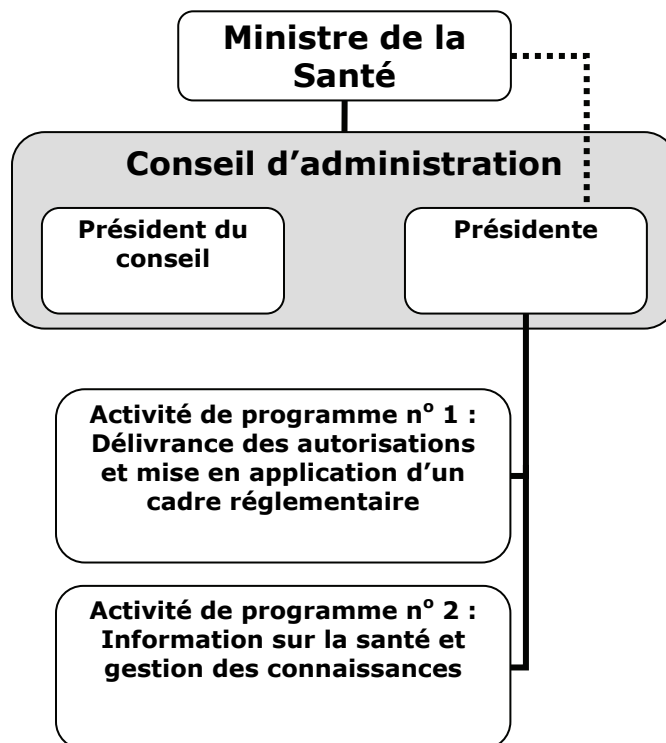 Ministre de la
Santé
Conseil d’administration
Président du
conseil
Présidente
Activité de programme nº 1 :
Délivrance des autorisations
et mise en application d’un
cadre réglementaire
Activité de programme nº 2 :
Information sur la santé et
gestion des connaissances